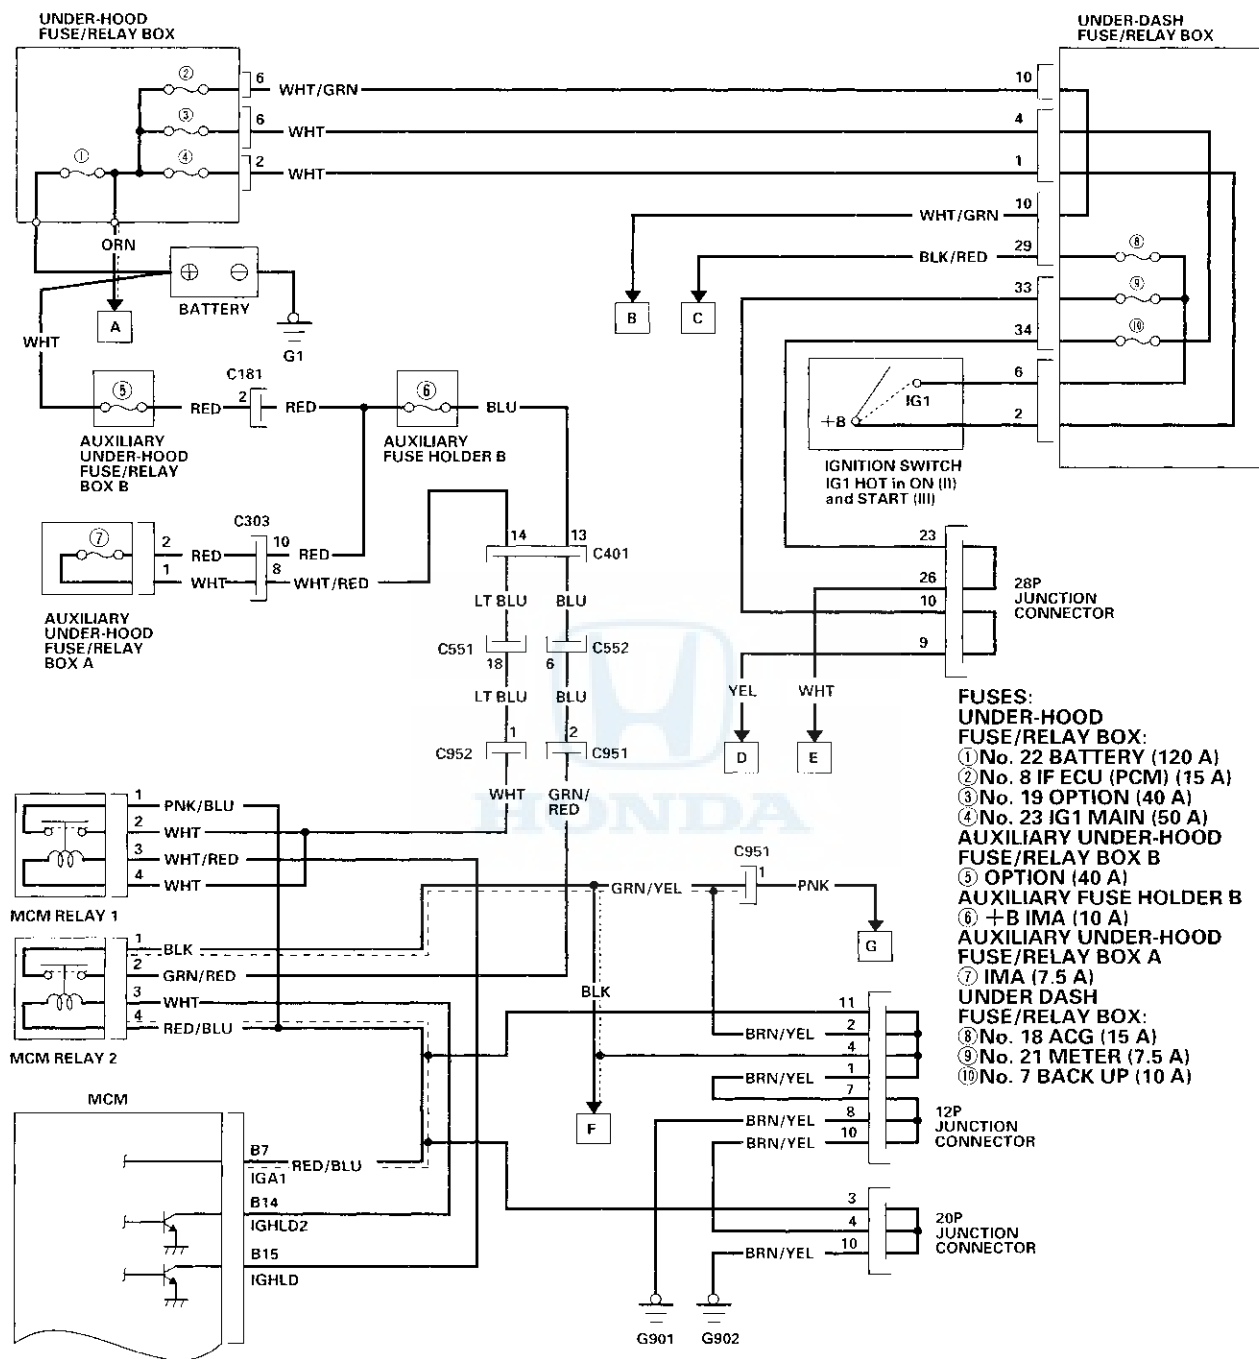 UNDER-HOOD
FUSE/RELAY BOX
UNDER-DASH
FUSE/RELAY BOX
② 6 WHT/GRN 10
③ 6 WHT 4
① ④ 2 WHT 1
WHT/GRN 10
ORN
BLK/RED 29 ⑧
+ −
BATTERY
A
B
C
33 ⑨
34 ⑩
WHT
G1
6
IG1
+B
2
IGNITION SWITCH
IG1 HOT in ON (II)
and START (III)
C181
⑤ RED 2 RED ⑥ BLU
AUXILIARY
UNDER-HOOD
FUSE/RELAY
BOX B
AUXILIARY
FUSE HOLDER B
C303
⑦ 2 RED 10 RED
1 WHT 8 WHT/RED
14 13
C401
AUXILIARY
UNDER-HOOD
FUSE/RELAY
BOX A
23
26
10
9
28P
JUNCTION
CONNECTOR
LT BLU BLU
C551 C552
18 6
LT BLU BLU
YEL WHT
1 2
C952 C951
D E
WHT GRN/
RED
HONDA
FUSES:
UNDER-HOOD
FUSE/RELAY BOX:
①No. 22 BATTERY (120 A)
②No. 8 IF ECU (PCM) (15 A)
③No. 19 OPTION (40 A)
④No. 23 IG1 MAIN (50 A)
AUXILIARY UNDER-HOOD
FUSE/RELAY BOX B
⑤ OPTION (40 A)
AUXILIARY FUSE HOLDER B
⑥ +B IMA (10 A)
AUXILIARY UNDER-HOOD
FUSE/RELAY BOX A
⑦ IMA (7.5 A)
UNDER DASH
FUSE/RELAY BOX:
⑧No. 18 ACG (15 A)
⑨No. 21 METER (7.5 A)
⑩No. 7 BACK UP (10 A)
1 PNK/BLU
2 WHT
3 WHT/RED
4 WHT
MCM RELAY 1
C951
GRN/YEL 1 PNK
G
1 BLK
2 GRN/RED
3 WHT
4 RED/BLU
MCM RELAY 2
BLK
F
11
BRN/YEL 2
4
BRN/YEL 1
7
BRN/YEL 8
BRN/YEL 10
12P
JUNCTION
CONNECTOR
MCM
B7 RED/BLU
IGA1
B14
IGHLD2
B15
IGHLD
3
4
BRN/YEL 10
20P
JUNCTION
CONNECTOR
G901 G902